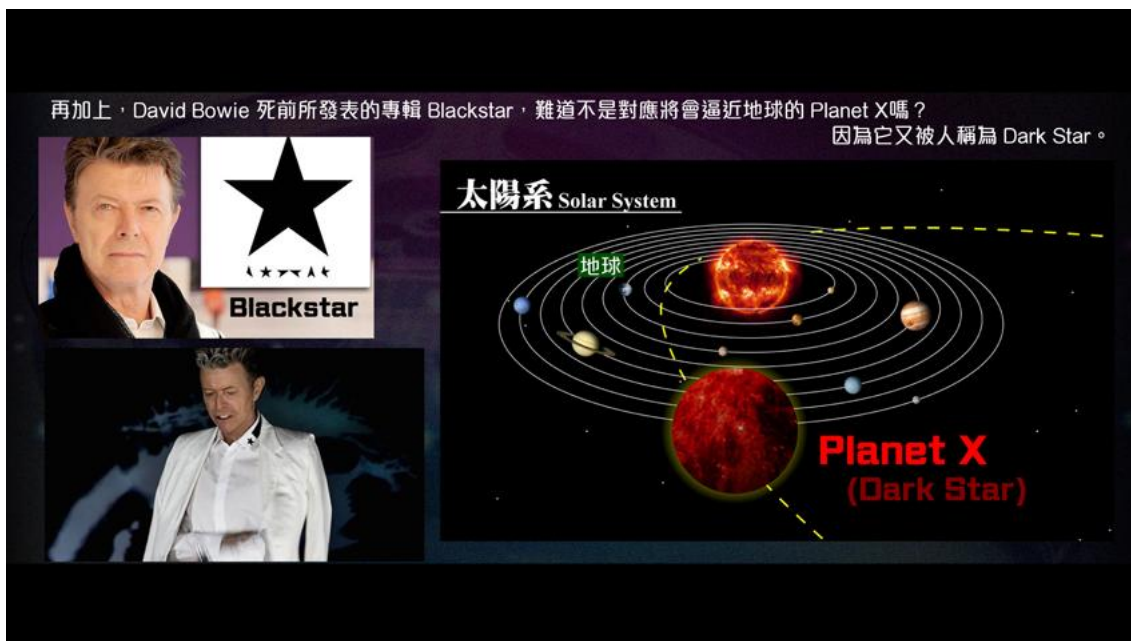 再加上，David Bowie 死前所發表的專輯 Blackstar，難道不是對應將會逼近地球的 Planet X嗎？
因為它又被人稱為 Dark Star。
Blackstar
太陽系 Solar System
地球
Planet X
(Dark Star)